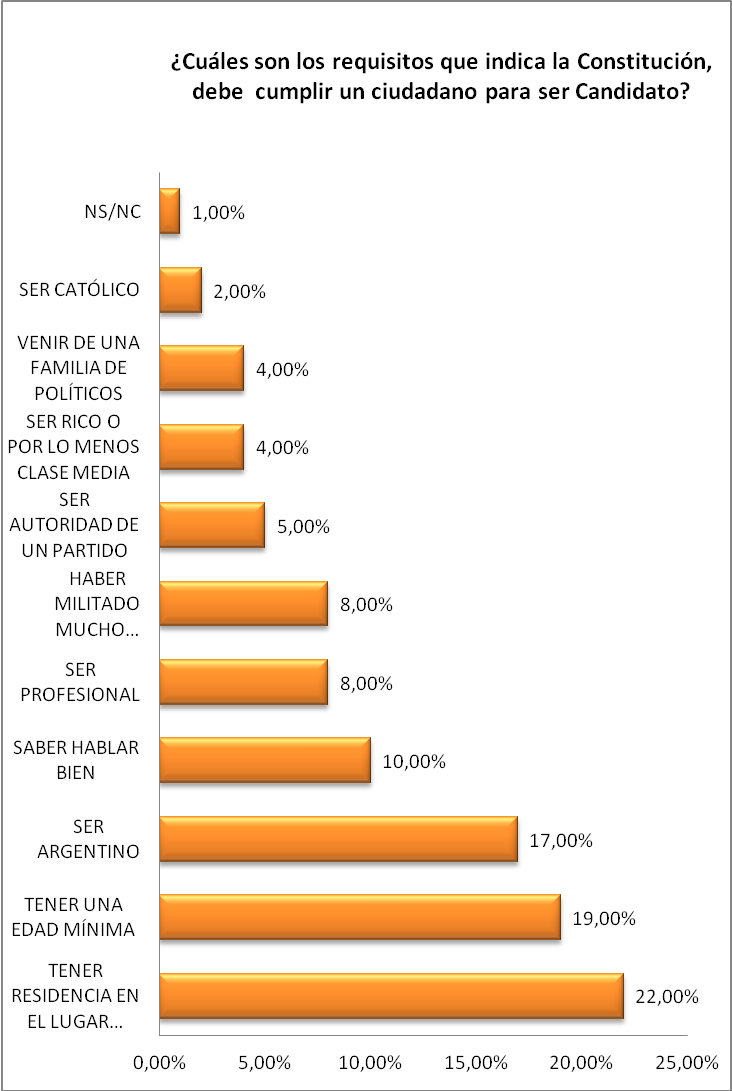 ¿Cuáles son los requisitos que indica la Constitución,
debe cumplir un ciudadano para ser Candidato?
NS/NC
1,00%
SER CATÓLICO
2,00%
VENIR DE UNA
FAMILIA DE
POLÍTICOS
4,00%
SER RICO O
POR LO MENOS
CLASE MEDIA
4,00%
SER
AUTORIDAD DE
UN PARTIDO
5,00%
HABER
MILITADO
MUCHO...
8,00%
SER
PROFESIONAL
8,00%
SABER HABLAR
BIEN
10,00%
SER
ARGENTINO
17,00%
TENER UNA
EDAD MÍNIMA
19,00%
TENER
RESIDENCIA EN
EL LUGAR...
22,00%
0,00% 5,00% 10,00% 15,00% 20,00% 25,00%